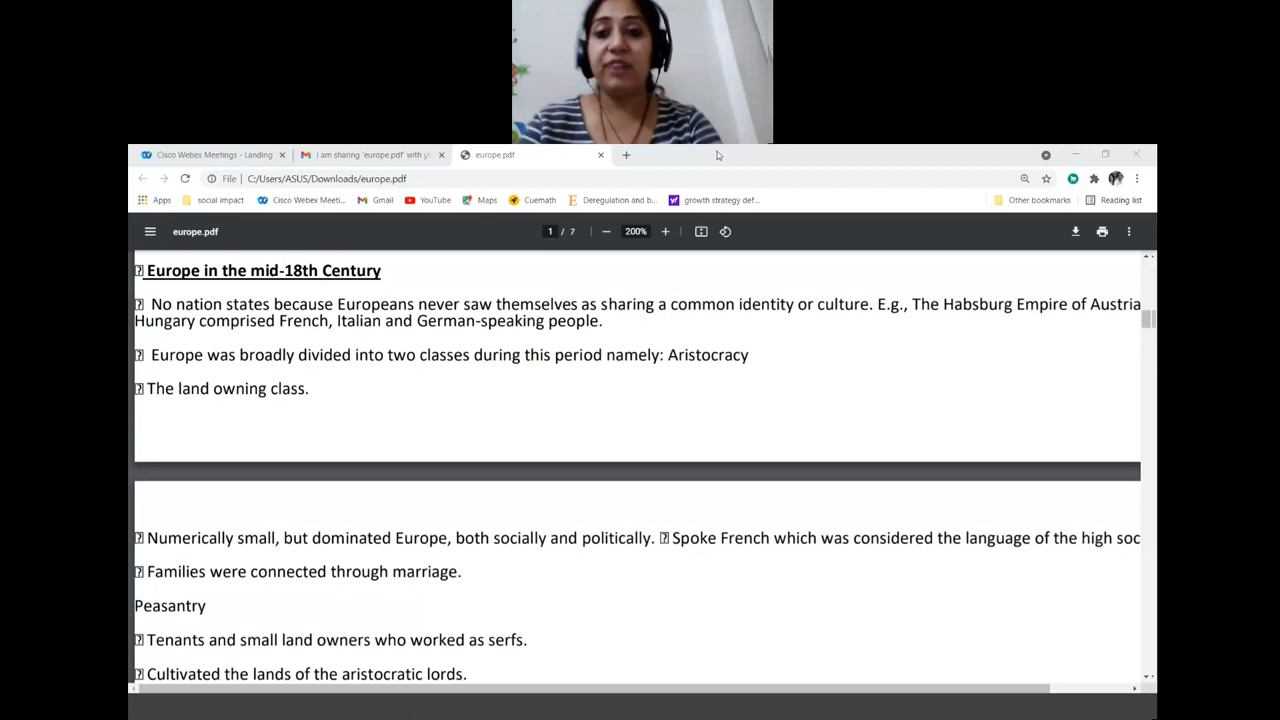 Cisco Webex Meetings - Landing
I am sharing 'europe.pdf' with y
europe.pdf
File
C:/Users/ASUS/Downloads/europe.pdf
Apps
social impact
Cisco Webex Meeti...
Gmail
YouTube
Maps
Cuemath
Deregulation and b...
growth strategy def...
Other bookmarks
Reading list
europe.pdf
1 / 7
200%
Europe in the mid-18th Century
No nation states because Europeans never saw themselves as sharing a common identity or culture. E.g., The Habsburg Empire of Austria
Hungary comprised French, Italian and German-speaking people.
Europe was broadly divided into two classes during this period namely: Aristocracy
The land owning class.
Numerically small, but dominated Europe, both socially and politically. Spoke French which was considered the language of the high soc
Families were connected through marriage.
Peasantry
Tenants and small land owners who worked as serfs.
Cultivated the lands of the aristocratic lords.